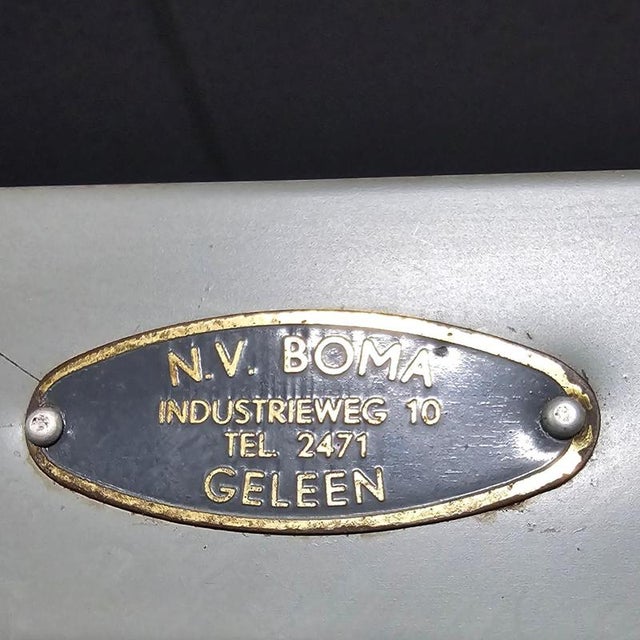 N.V. BOMA
INDUSTRIEWEG 10
TEL. 2471
GELEEN